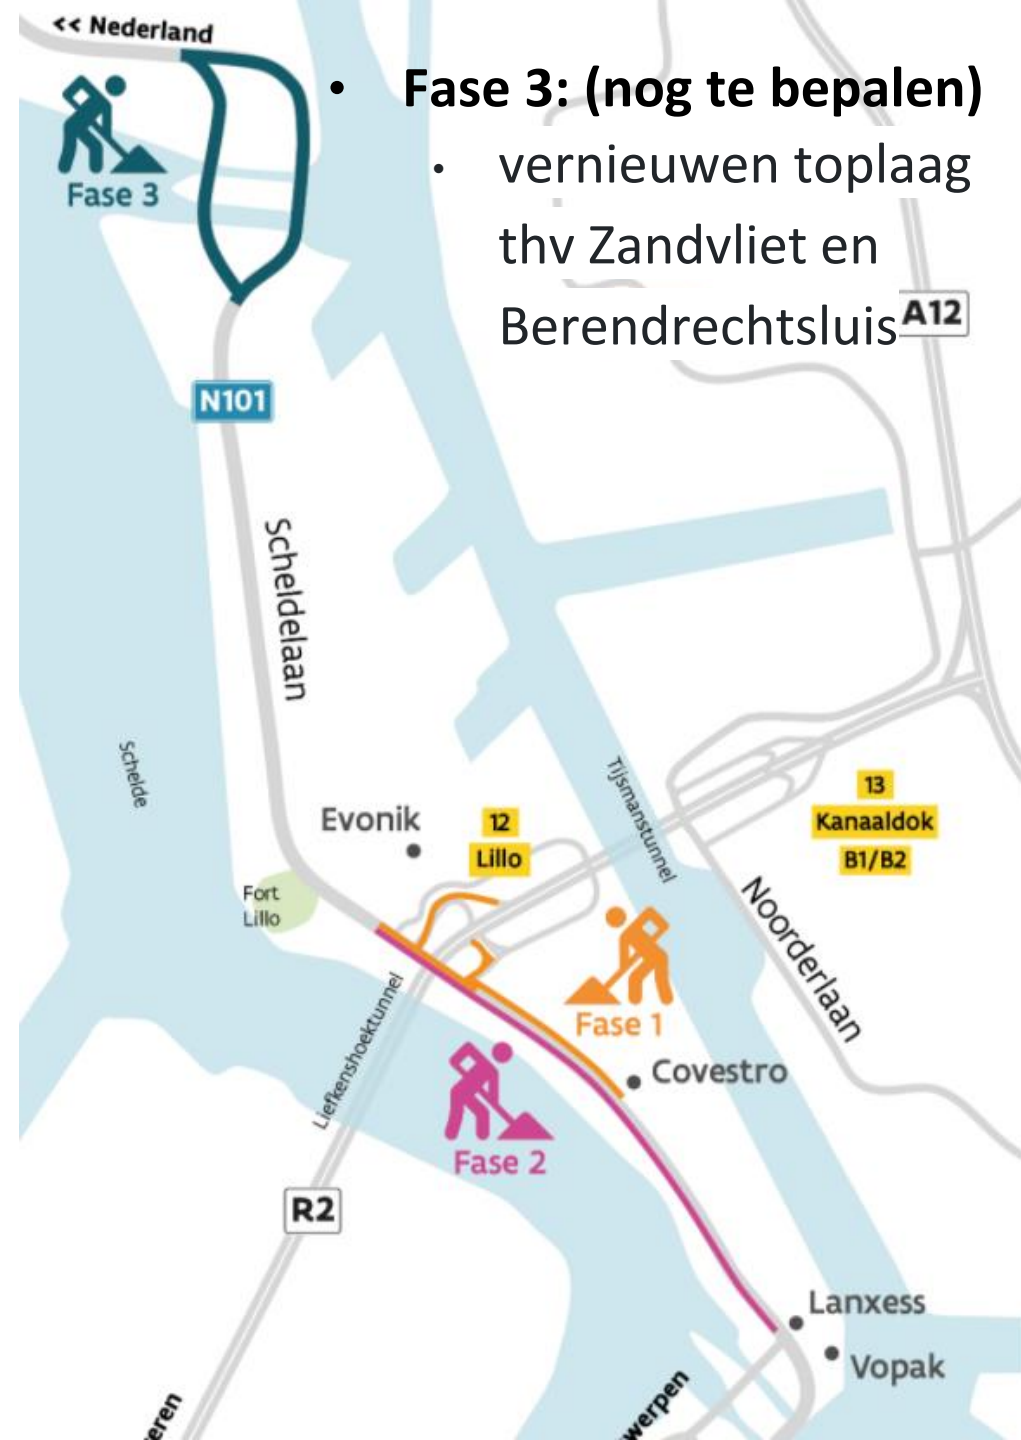 << Nederland
• Fase 3: (nog te bepalen)
• vernieuwen toplaag
thv Zandvliet en
Berendrechtsluis
Fase 3
A12
N101
Scheldelaan
Schelde
Tijsmanstunnel
Evonik
12
Lillo
13
Kanaaldok
B1/B2
Fort
Lillo
Noorderlaan
Liefkenshoektunnel
Fase 1
Covestro
Fase 2
R2
Lanxess
Vopak
eren
werpen